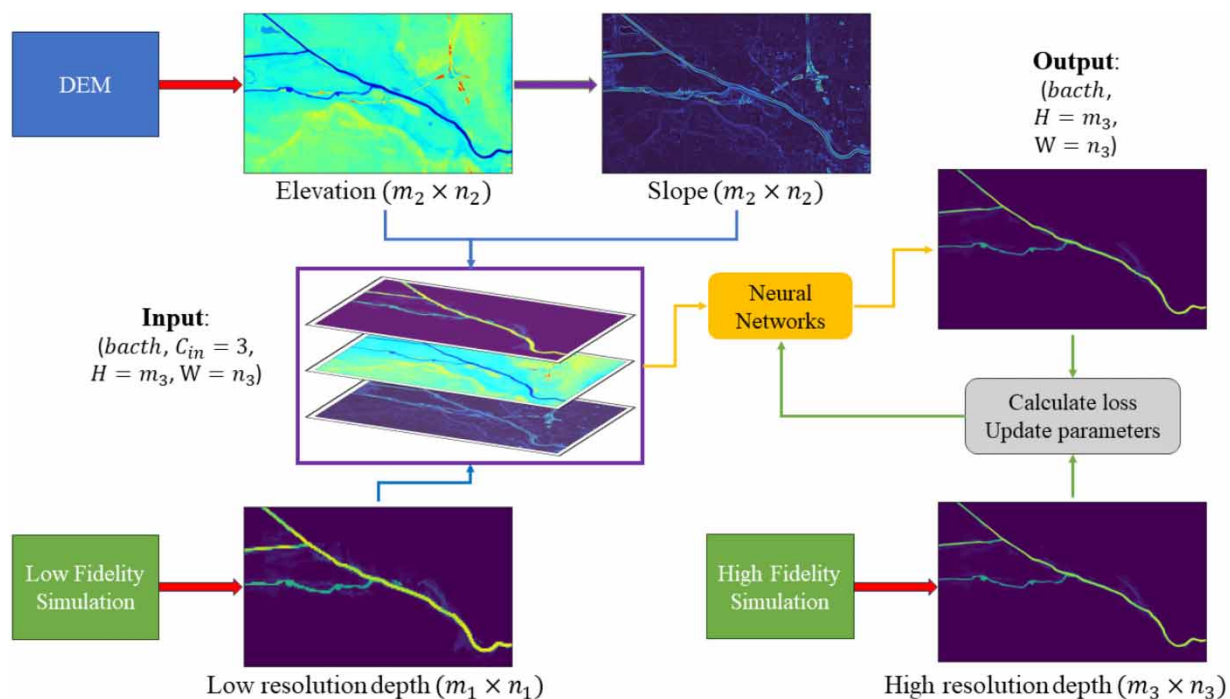 DEM
Elevation (m₂ × n₂)
Slope (m₂ × n₂)
Output:
(bacth,
H = m₃,
W = n₃)
Input:
(bacth, Cᵢₙ = 3,
H = m₃, W = n₃)
Neural
Networks
Calculate loss
Update parameters
Low Fidelity
Simulation
Low resolution depth (m₁ × n₁)
High Fidelity
Simulation
High resolution depth (m₃ × n₃)